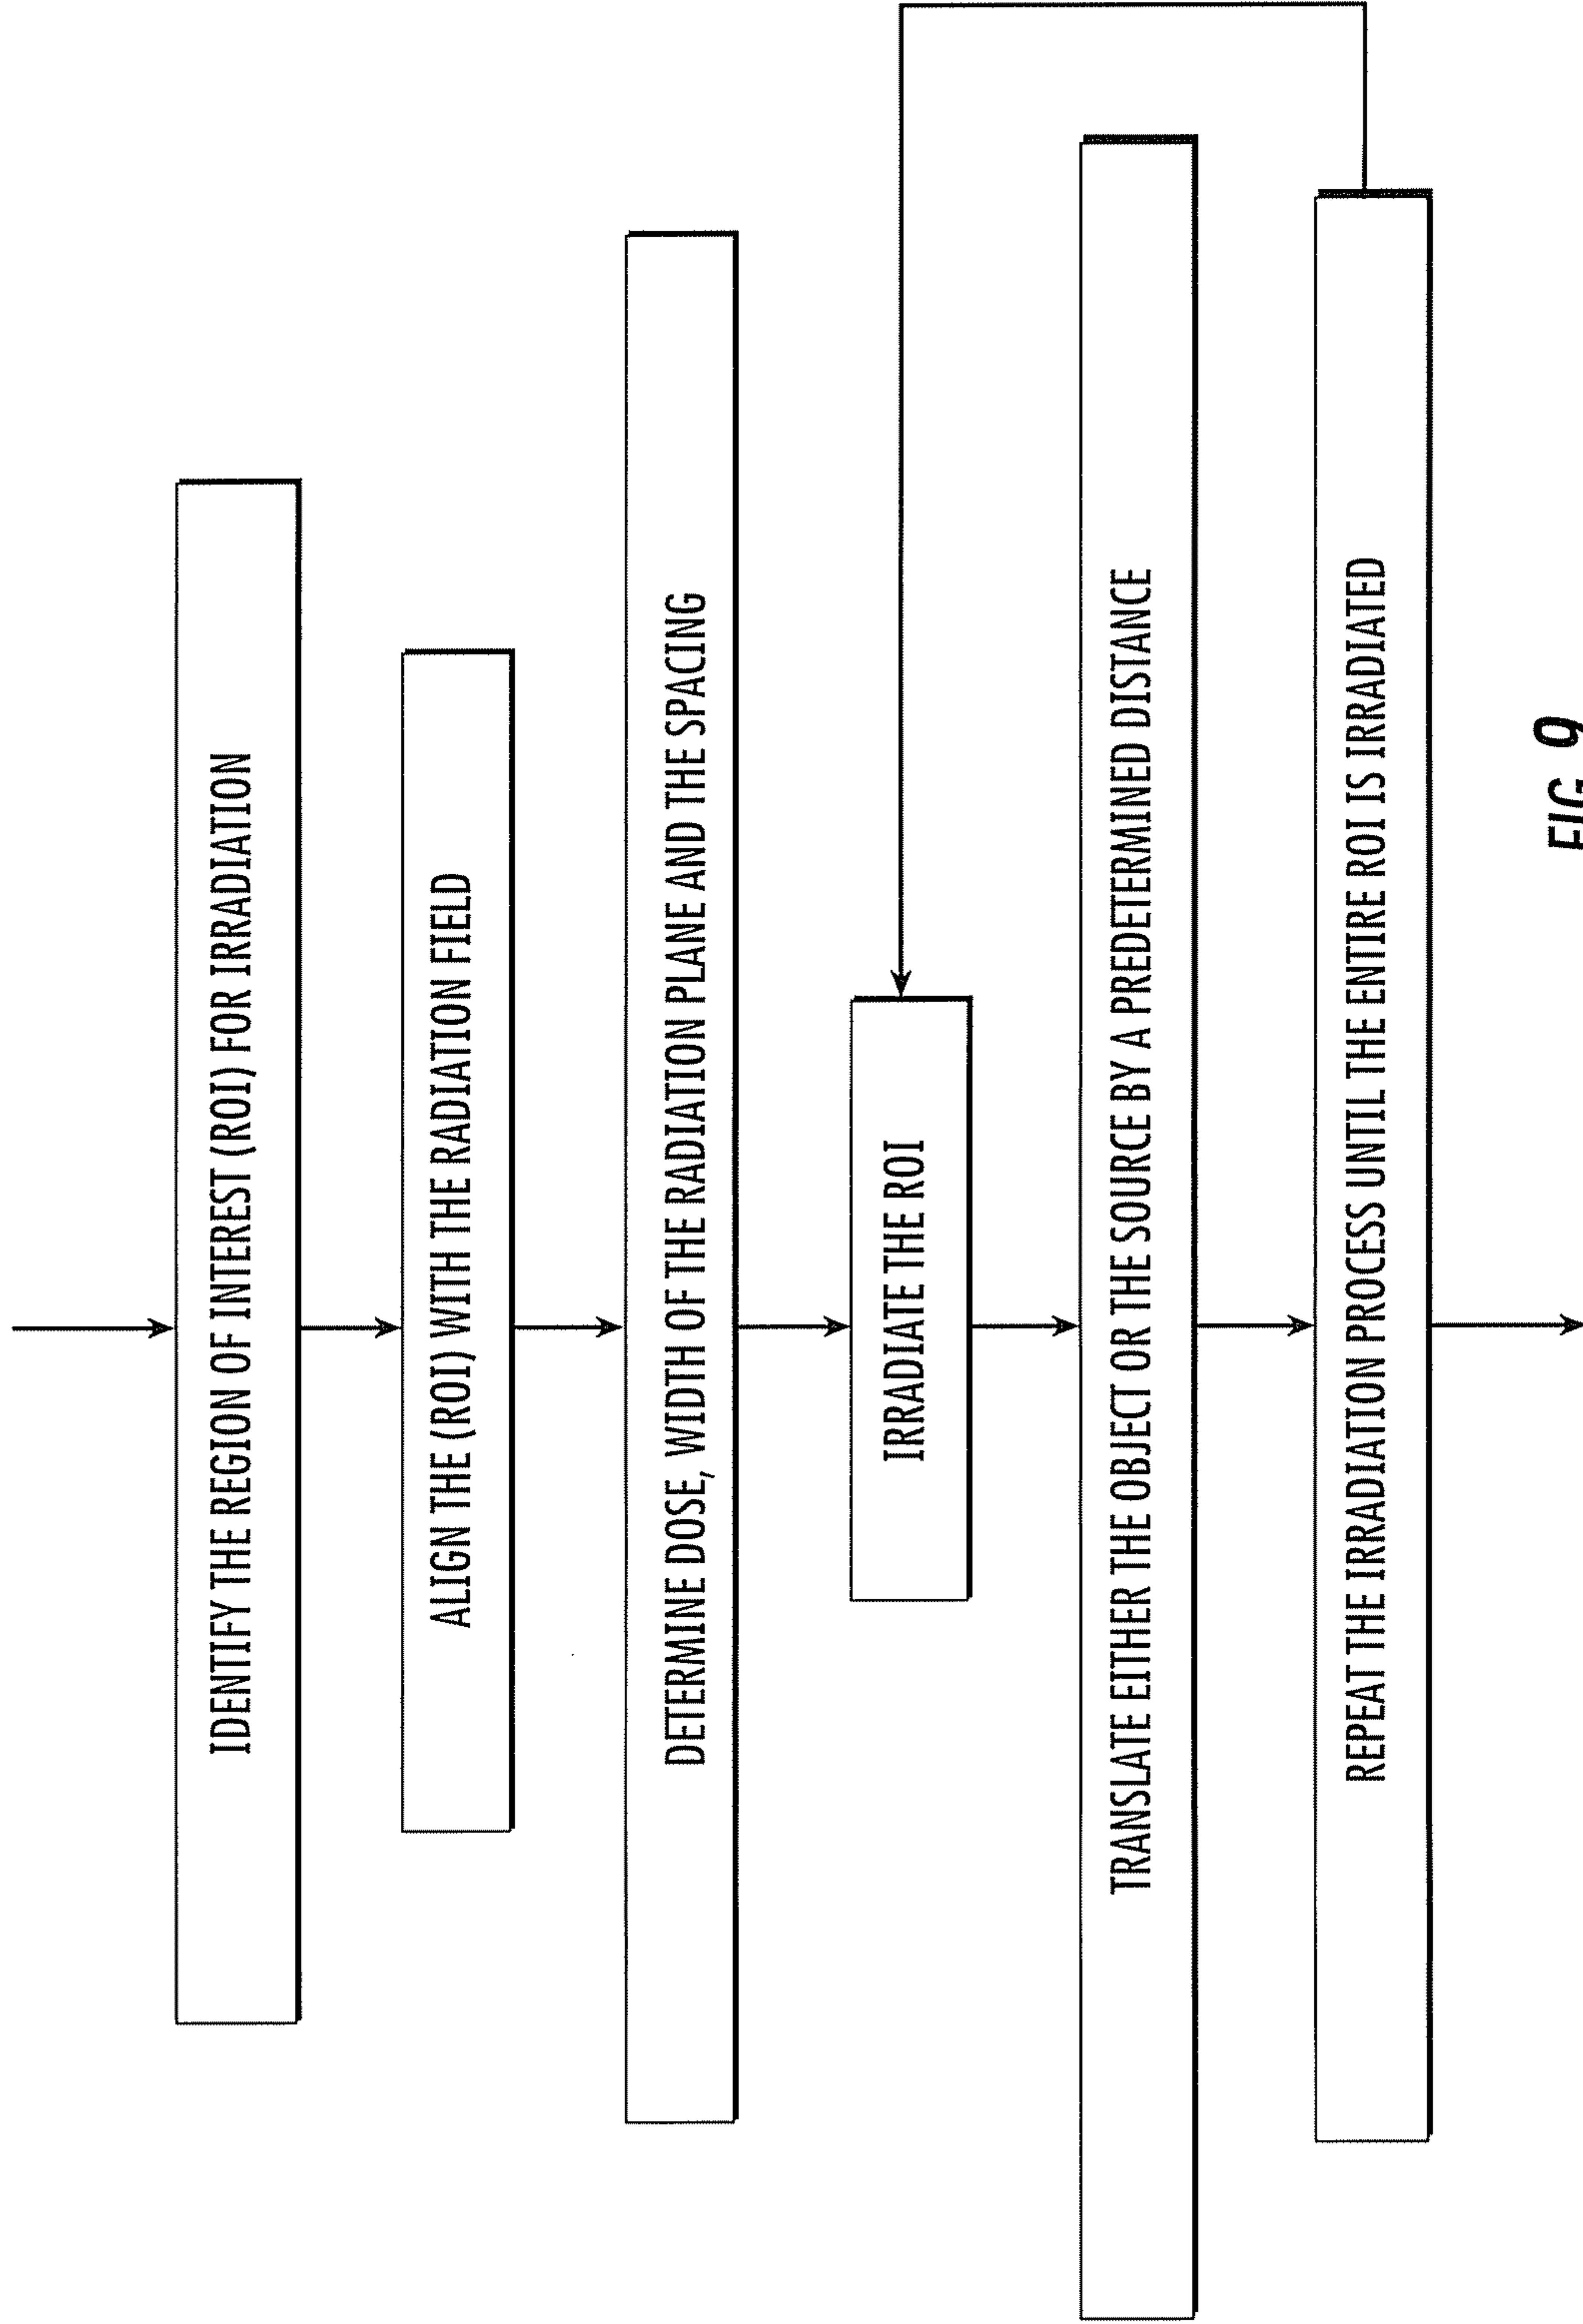 IDENTIFY THE REGION OF INTEREST (ROI) FOR IRRADIATION
ALIGN THE (ROI) WITH THE RADIATION FIELD
DETERMINE DOSE, WIDTH OF THE RADIATION PLANE AND THE SPACING
IRRADIATE THE ROI
TRANSLATE EITHER THE OBJECT OR THE SOURCE BY A PREDETERMINED DISTANCE
REPEAT THE IRRADIATION PROCESS UNTIL THE ENTIRE ROI IS IRRADIATED
FIG. 9